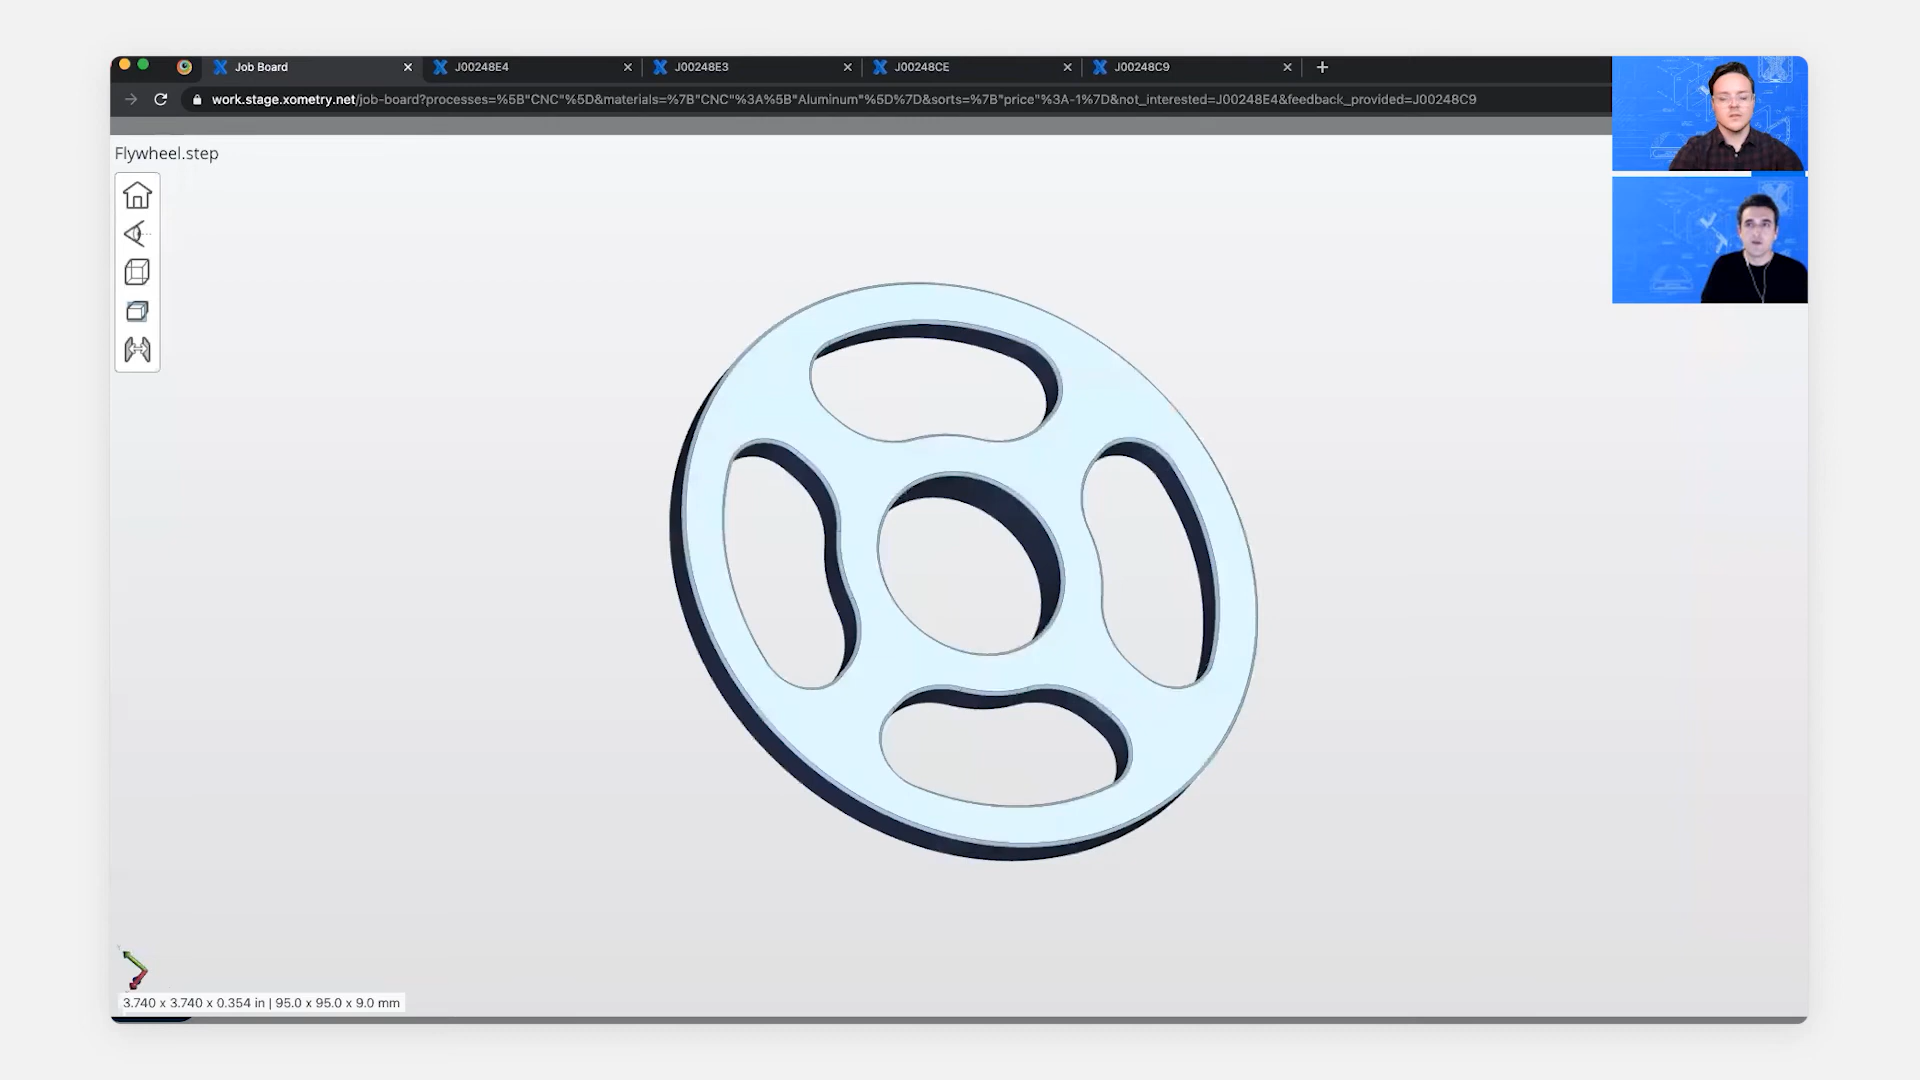 Job Board
J00248E4
J00248E3
J00248CE
J00248C9
work.stage.xometry.net/job-board?processes=%5B"CNC"%5D&materials=%7B"CNC"%3A%5B"Aluminum"%5D%7D&sorts=%7B"price"%3A-1%7D&not_interested=J00248E4&feedback_provided=J00248C9
Flywheel.step
3.740 x 3.740 x 0.354 in | 95.0 x 95.0 x 9.0 mm